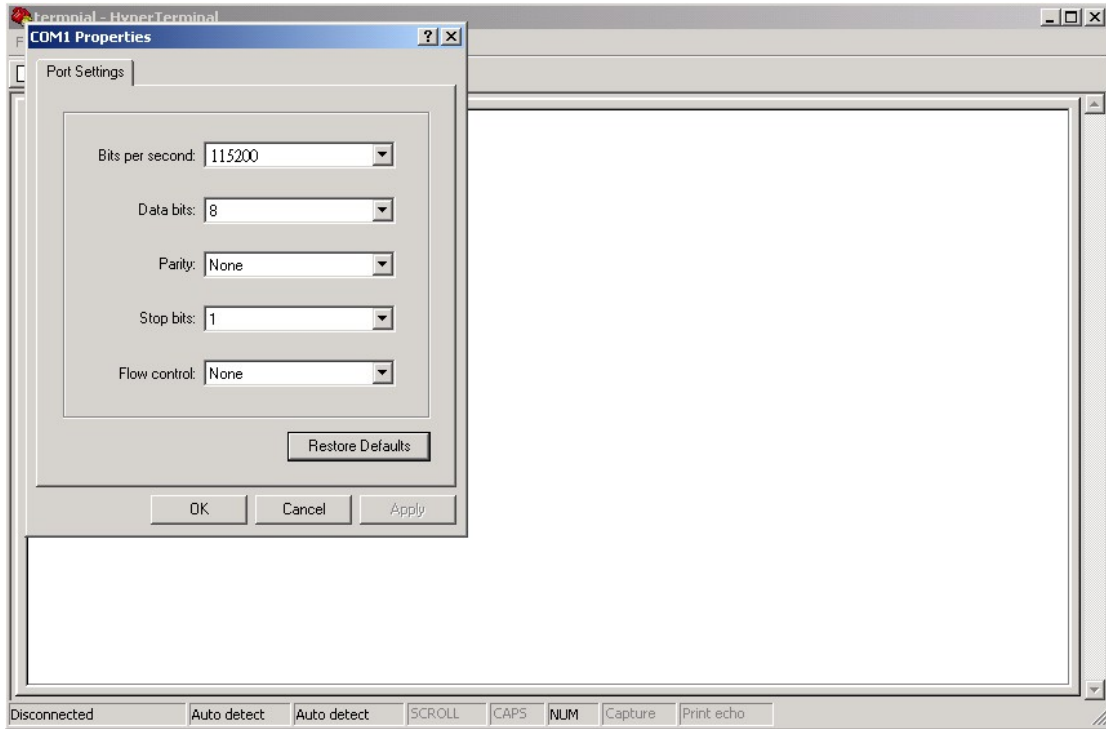 termpial - HyperTerminal
COM1 Properties
F
Port Settings
Bits per second: 115200
Data bits: 8
Parity: None
Stop bits: 1
Flow control: None
Restore Defaults
OK Cancel Apply
Disconnected Auto detect Auto detect SCROLL CAPS NUM Capture Print echo